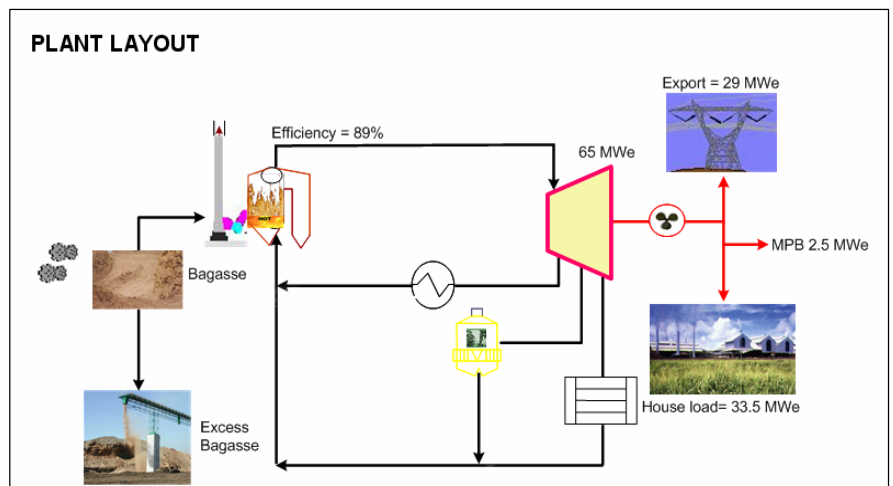 PLANT LAYOUT
Export = 29 MWe
Efficiency = 89%
65 MWe
HOT
MPB 2.5 MWe
Bagasse
House load= 33.5 MWe
Excess
Bagasse